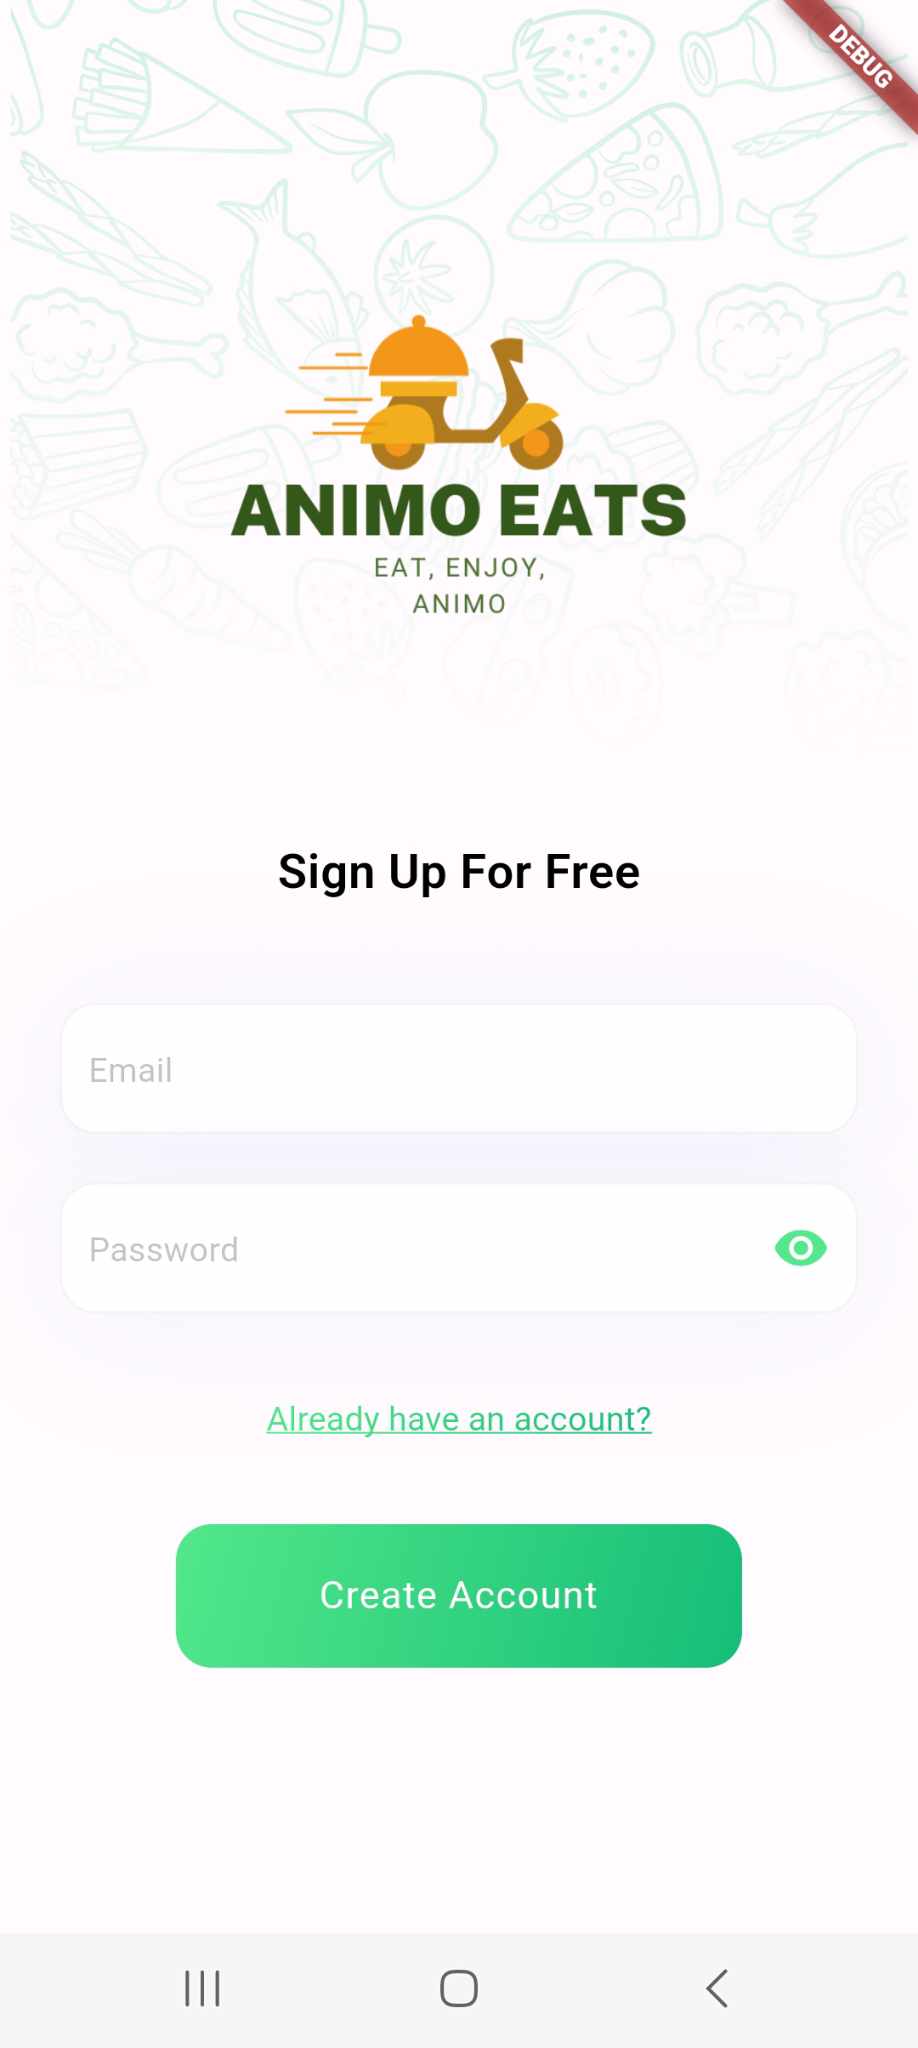 DEBUG
ANIMO EATS
EAT, ENJOY,
ANIMO
Sign Up For Free
Email
Password
Already have an account?
Create Account